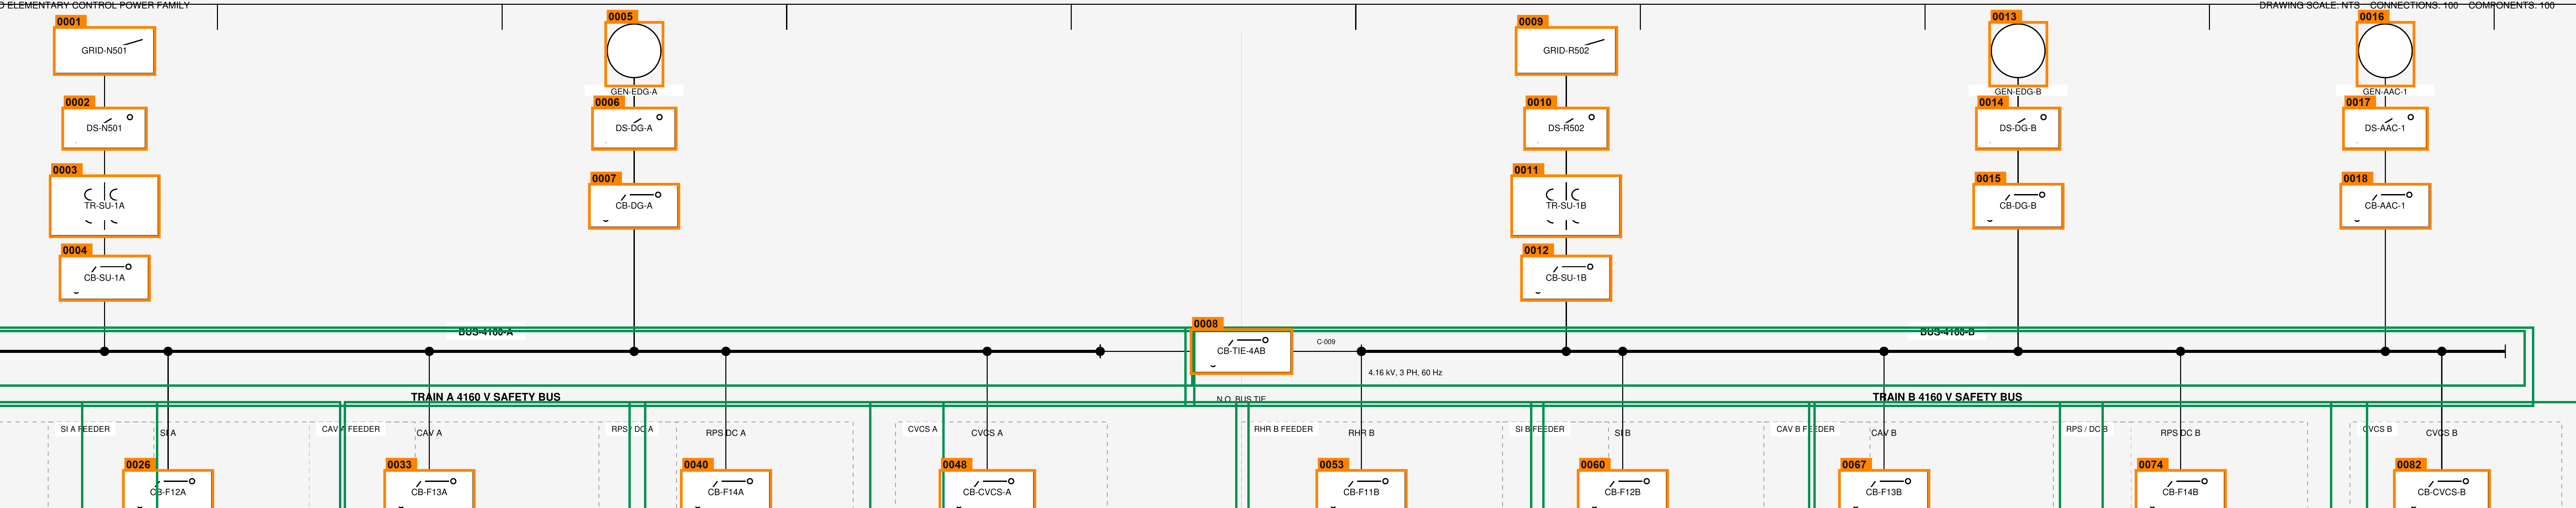 ELEMENTARY CONTROL POWER FAMILY
DRAWING SCALE: NTS CONNECTIONS: 100 COMPONENTS: 100
0001
GRID-N501
0005
GEN-EDG-A
0009
GRID-R502
0013
GEN-EDG-B
0016
GEN-AAC-1
0002
DS-N501
0006
DS-DG-A
0010
DS-R502
0014
DS-DG-B
0017
DS-AAC-1
0003
TR-SU-1A
0007
CB-DG-A
0011
TR-SU-1B
0015
CB-DG-B
0018
CB-AAC-1
0004
CB-SU-1A
0012
CB-SU-1B
BUS-4160-A
0008
CB-TIE-4AB
C-009
BUS-4160-B
4.16 kV, 3 PH, 60 Hz
TRAIN A 4160 V SAFETY BUS
N.O. BUS TIE
TRAIN B 4160 V SAFETY BUS
SI A FEEDER
SI A
CAV A FEEDER
CAV A
RPS / DC A
RPS DC A
CVCS A
CVCS A
RHR B FEEDER
RHR B
SI B FEEDER
SI B
CAV B FEEDER
CAV B
RPS / DC B
RPS DC B
CVCS B
CVCS B
0026
CB-F12A
0033
CB-F13A
0040
CB-F14A
0048
CB-CVCS-A
0053
CB-F11B
0060
CB-F12B
0067
CB-F13B
0074
CB-F14B
0082
CB-CVCS-B